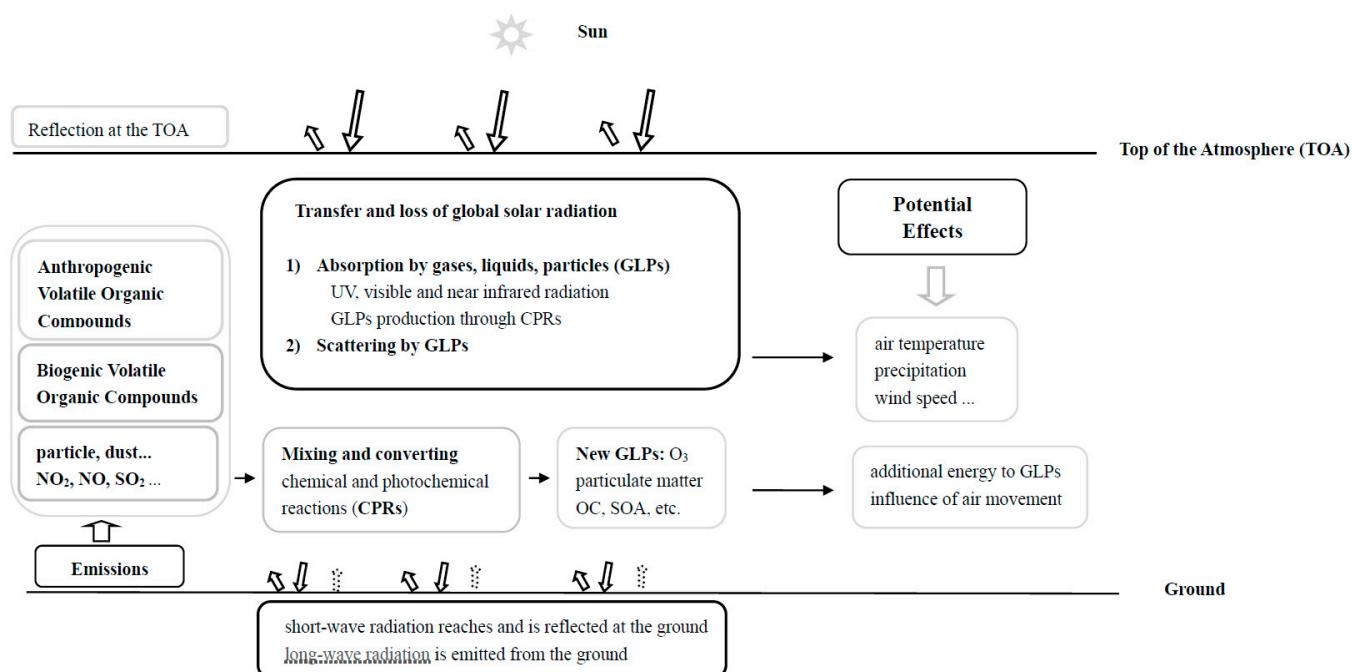 Sun
Reflection at the TOA
Top of the Atmosphere (TOA)
Transfer and loss of global solar radiation
1) Absorption by gases, liquids, particles (GLPs)
UV, visible and near infrared radiation
GLPs production through CPRs
2) Scattering by GLPs
Potential
Effects
Anthropogenic
Volatile Organic
Compounds
Biogenic Volatile
Organic Compounds
particle, dust...
NO₂, NO, SO₂ ...
air temperature
precipitation
wind speed ...
Mixing and converting
chemical and photochemical
reactions (CPRs)
New GLPs: O₃
particulate matter
OC, SOA, etc.
additional energy to GLPs
influence of air movement
Emissions
Ground
short-wave radiation reaches and is reflected at the ground
long-wave radiation is emitted from the ground